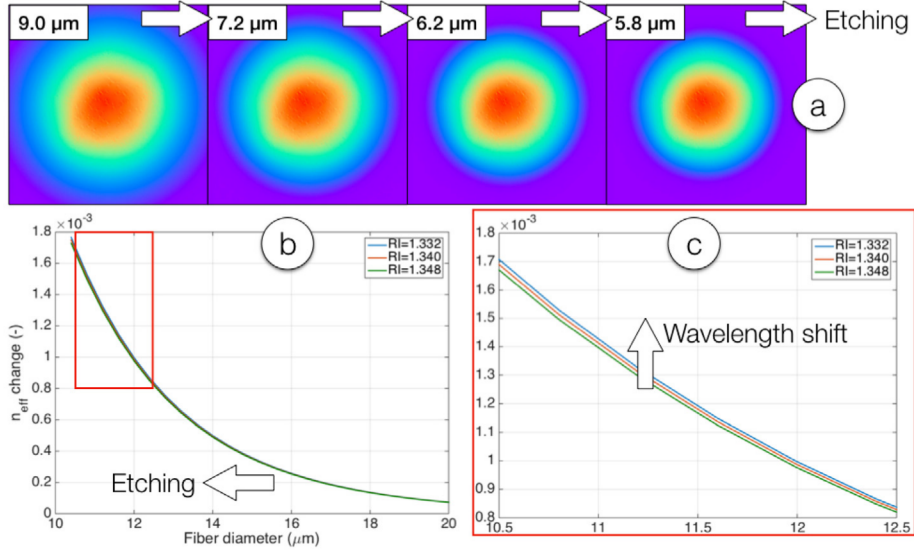 9.0 μm
7.2 μm
6.2 μm
5.8 μm
Etching
a
×10⁻³
1.8
1.6
1.4
1.2
1
0.8
0.6
0.4
0.2
0
10
12
14
16
18
20
n_eff change (-)
Fiber diameter (μm)
b
RI=1.332
RI=1.340
RI=1.348
Etching
×10⁻³
1.8
1.7
1.6
1.5
1.4
1.3
1.2
1.1
1
0.9
0.8
10.5
11
11.5
12
12.5
c
RI=1.332
RI=1.340
RI=1.348
Wavelength shift